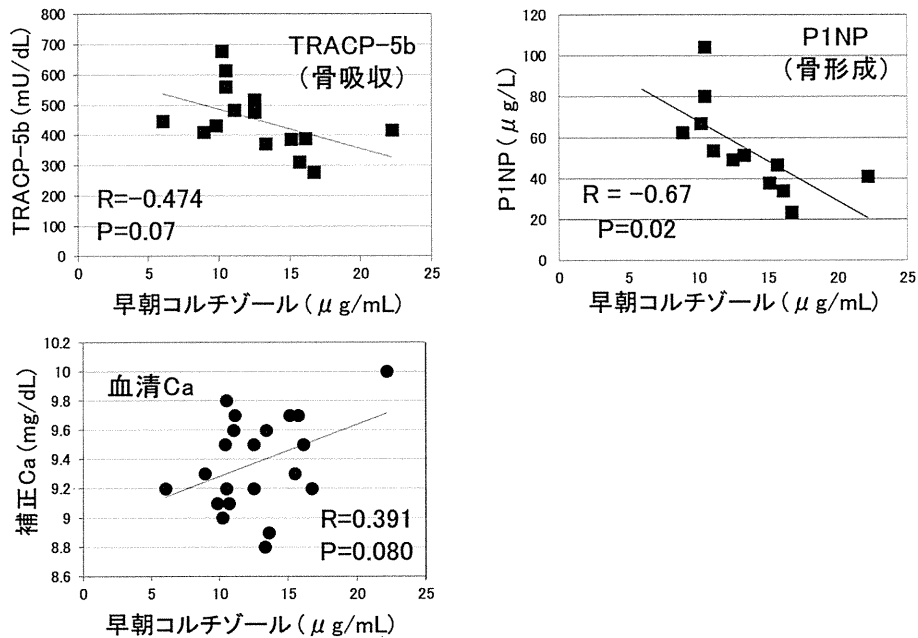 TRACP-5b
(骨吸収)
TRACP-5b (mU/dL)
800
700
600
500
400
300
200
100
0
R=-0.474
P=0.07
0 5 10 15 20 25
早朝コルチゾール (μg/mL)
P1NP
(骨形成)
P1NP (μg/L)
120
100
80
60
40
20
0
R = -0.67
P=0.02
0 5 10 15 20 25
早朝コルチゾール (μg/mL)
血清Ca
補正Ca (mg/dL)
10.2
10
9.8
9.6
9.4
9.2
9
8.8
8.6
R=0.391
P=0.080
0 5 10 15 20 25
早朝コルチゾール (μg/mL)